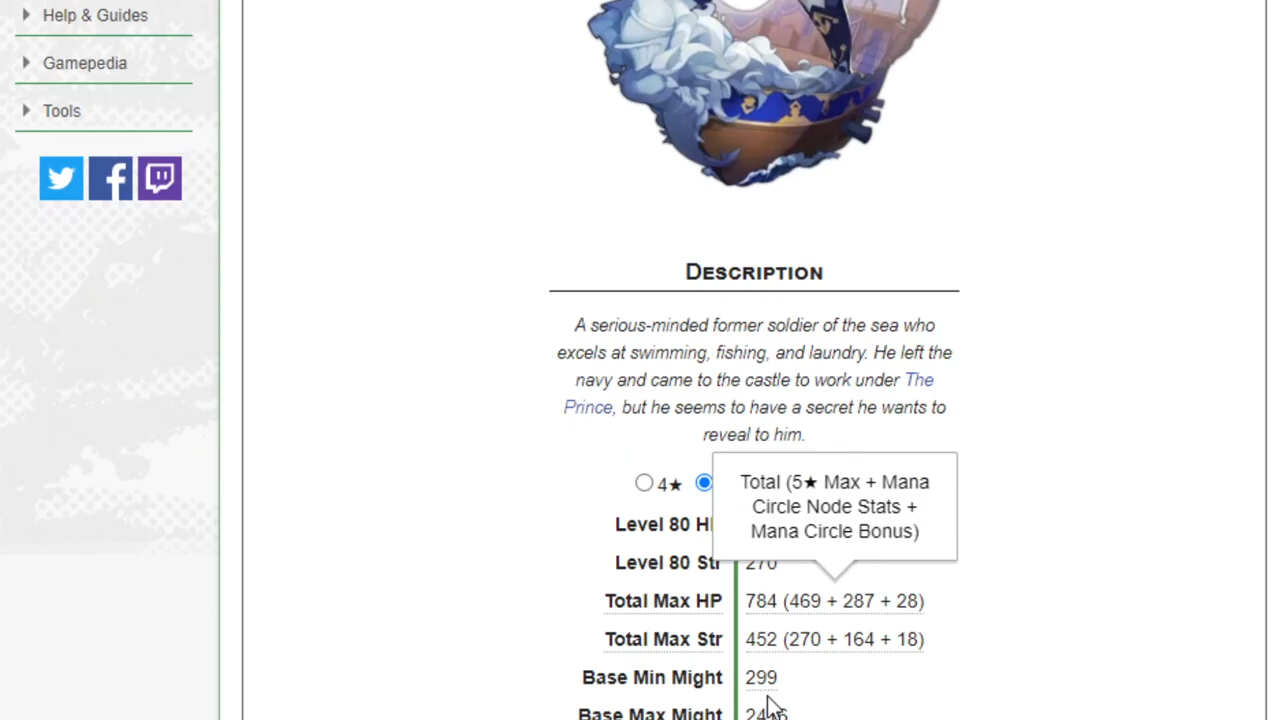 Help & Guides
Gamepedia
Tools
Description
A serious-minded former soldier of the sea who
excels at swimming, fishing, and laundry. He left the
navy and came to the castle to work under The
Prince, but he seems to have a secret he wants to
reveal to him.
4★
Total (5★ Max + Mana
Circle Node Stats +
Mana Circle Bonus)
Level 80
Level 80 Str 270
Total Max HP 784 (469 + 287 + 28)
Total Max Str 452 (270 + 164 + 18)
Base Min Might 299
Base Max Might